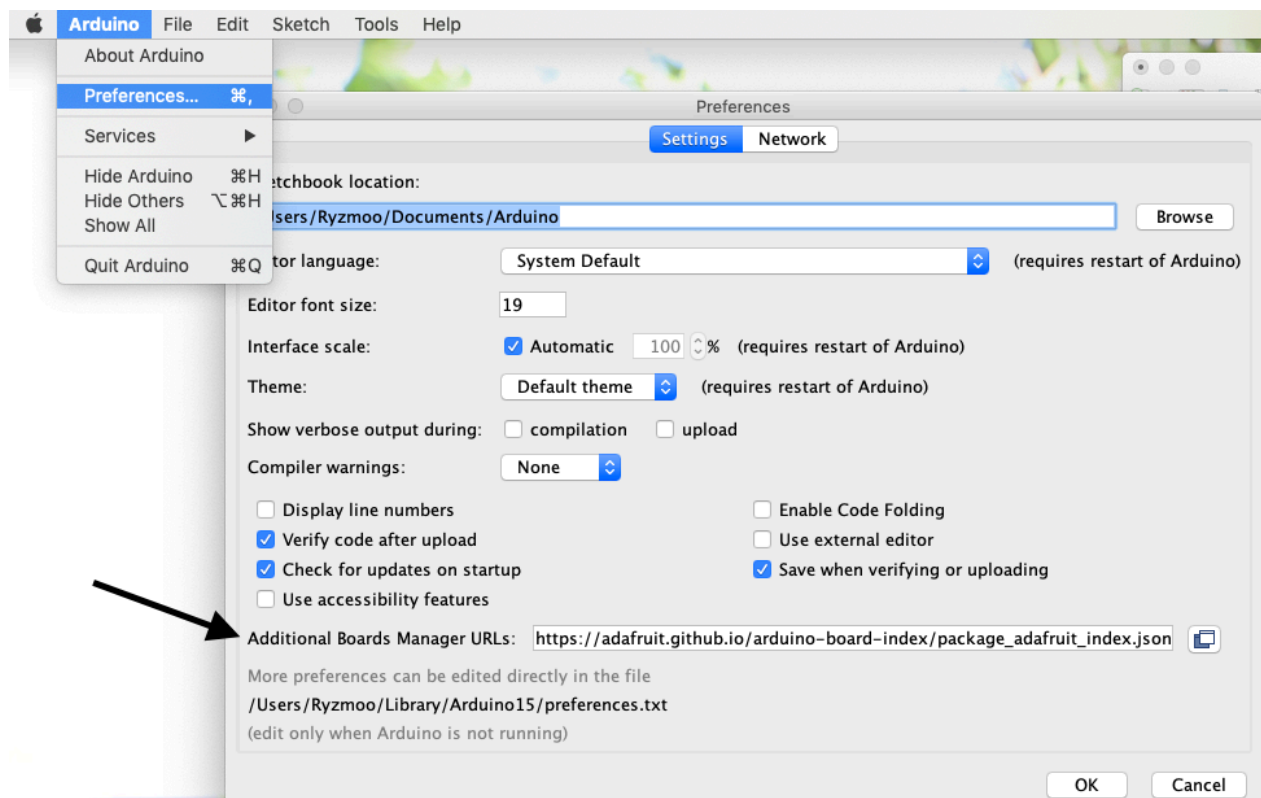 Arduino File Edit Sketch Tools Help
About Arduino
Preferences... ⌘,
Services ▶
Hide Arduino ⌘H
Hide Others ⌥⌘H
Show All
Quit Arduino ⌘Q
Preferences
Settings Network
etchbook location:
sers/Ryzmoo/Documents/Arduino Browse
tor language: System Default (requires restart of Arduino)
Editor font size: 19
Interface scale: Automatic 100 % (requires restart of Arduino)
Theme: Default theme (requires restart of Arduino)
Show verbose output during: compilation upload
Compiler warnings: None
Display line numbers Enable Code Folding
Verify code after upload Use external editor
Check for updates on startup Save when verifying or uploading
Use accessibility features
Additional Boards Manager URLs: https://adafruit.github.io/arduino-board-index/package_adafruit_index.json
More preferences can be edited directly in the file
/Users/Ryzmoo/Library/Arduino15/preferences.txt
(edit only when Arduino is not running)
OK Cancel